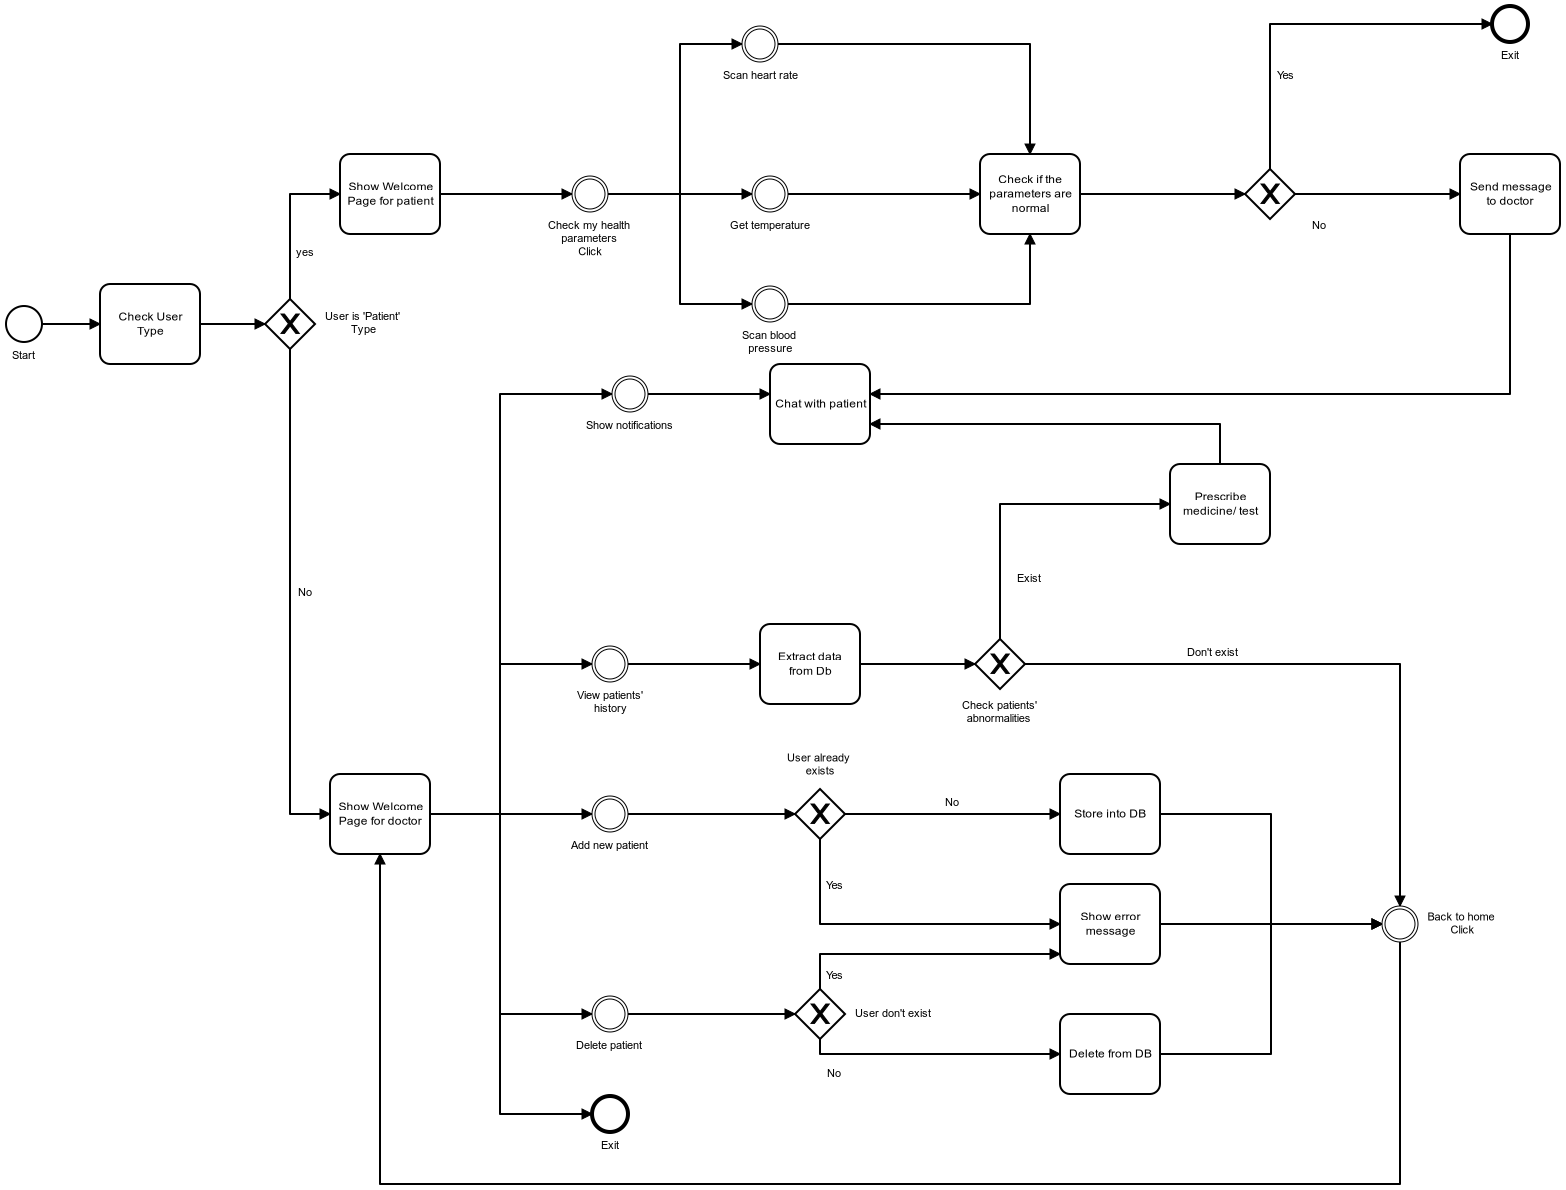 Exit
Scan heart rate
Yes
Show Welcome
Page for patient
Check if the
parameters are
normal
Send message
to doctor
Check my health
parameters
Click
Get temperature
No
yes
Start
Check User
Type
User is 'Patient'
Type
Scan blood
pressure
Show notifications
Chat with patient
Prescribe
medicine/ test
No
Exist
View patients'
history
Extract data
from Db
Check patients'
abnormalities
Don't exist
User already
exists
Show Welcome
Page for doctor
Add new patient
No
Store into DB
Yes
Show error
message
Back to home
Click
Yes
Delete patient
User don't exist
No
Delete from DB
Exit